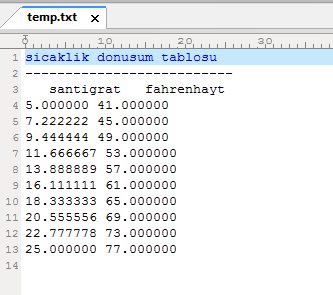 temp.txt x
0 10 20 30
1 sicaklik donusum tablosu
2 --------------------------
3 santigrat fahrenhayt
4 5.000000 41.000000
5 7.222222 45.000000
6 9.444444 49.000000
7 11.666667 53.000000
8 13.888889 57.000000
9 16.111111 61.000000
10 18.333333 65.000000
11 20.555556 69.000000
12 22.777778 73.000000
13 25.000000 77.000000
14